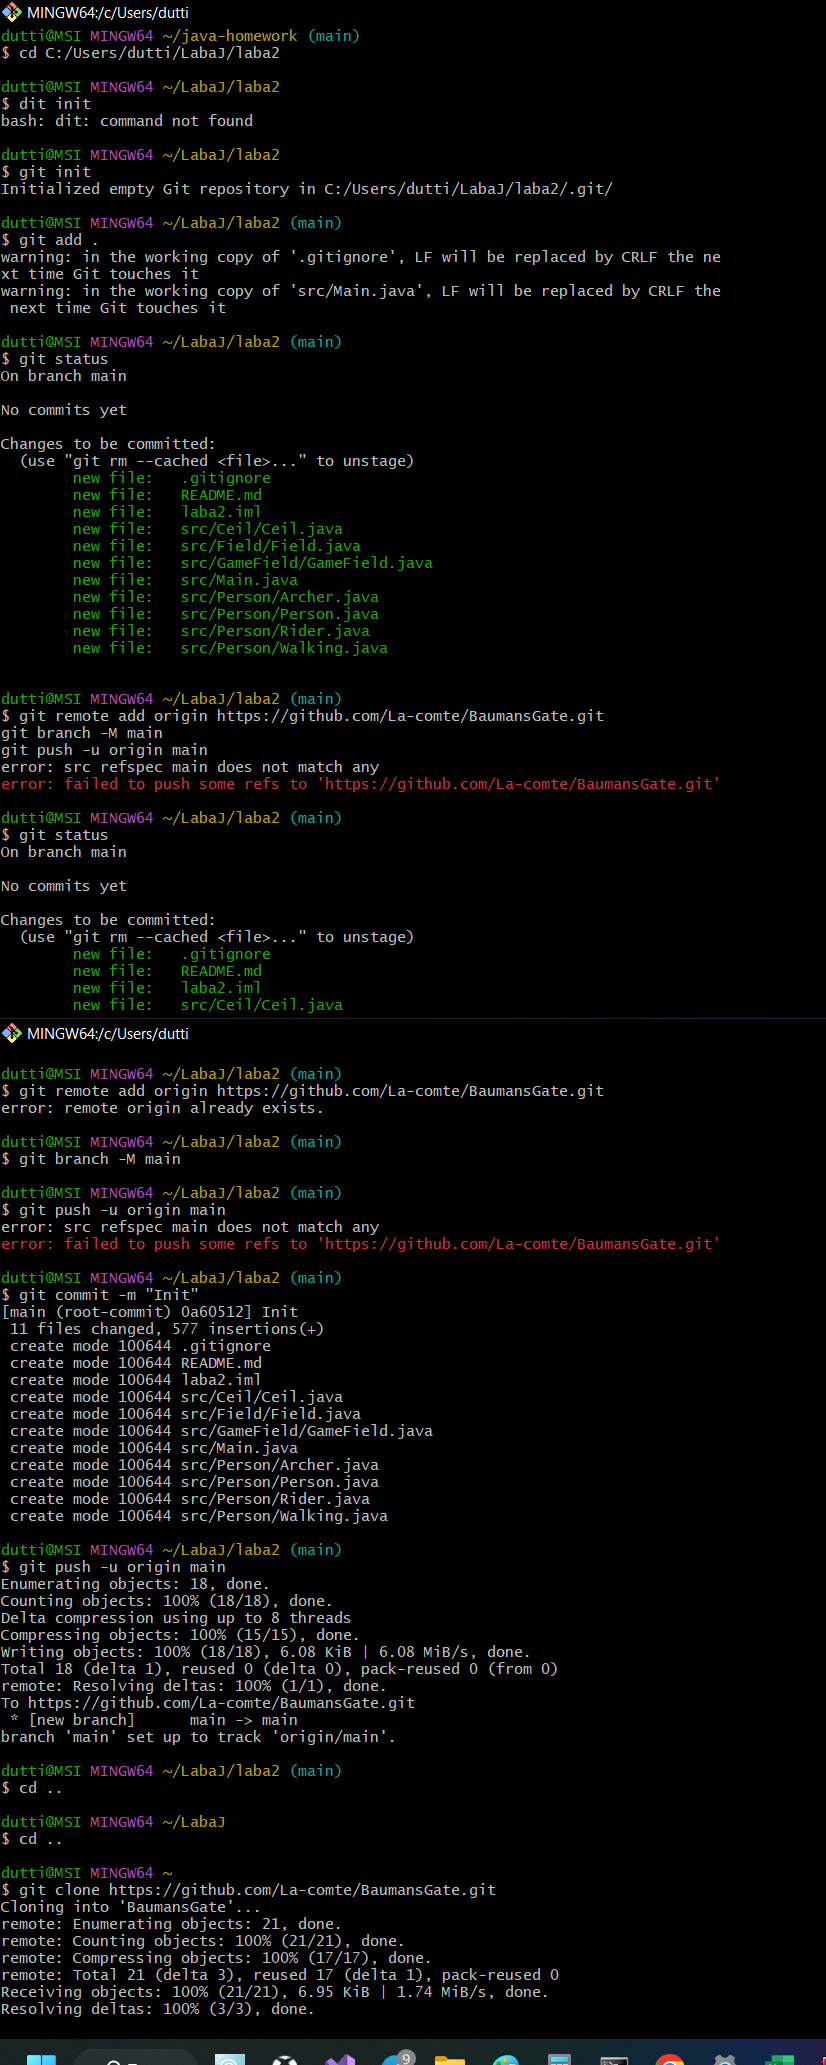 MINGW64:/c/Users/dutti
dutti@MSI MINGW64 ~/java-homework (main)
$ cd C:/Users/dutti/LabaJ/laba2
dutti@MSI MINGW64 ~/LabaJ/laba2
$ dit init
bash: dit: command not found
dutti@MSI MINGW64 ~/LabaJ/laba2
$ git init
Initialized empty Git repository in C:/Users/dutti/LabaJ/laba2/.git/
dutti@MSI MINGW64 ~/LabaJ/laba2 (main)
$ git add .
warning: in the working copy of '.gitignore', LF will be replaced by CRLF the ne
xt time Git touches it
warning: in the working copy of 'src/Main.java', LF will be replaced by CRLF the
 next time Git touches it
dutti@MSI MINGW64 ~/LabaJ/laba2 (main)
$ git status
On branch main
No commits yet
Changes to be committed:
  (use "git rm --cached <file>..." to unstage)
        new file:   .gitignore
        new file:   README.md
        new file:   laba2.iml
        new file:   src/Ceil/Ceil.java
        new file:   src/Field/Field.java
        new file:   src/GameField/GameField.java
        new file:   src/Main.java
        new file:   src/Person/Archer.java
        new file:   src/Person/Person.java
        new file:   src/Person/Rider.java
        new file:   src/Person/Walking.java
dutti@MSI MINGW64 ~/LabaJ/laba2 (main)
$ git remote add origin https://github.com/La-comte/BaumansGate.git
git branch -M main
git push -u origin main
error: src refspec main does not match any
error: failed to push some refs to 'https://github.com/La-comte/BaumansGate.git'
dutti@MSI MINGW64 ~/LabaJ/laba2 (main)
$ git status
On branch main
No commits yet
Changes to be committed:
  (use "git rm --cached <file>..." to unstage)
        new file:   .gitignore
        new file:   README.md
        new file:   laba2.iml
        new file:   src/Ceil/Ceil.java
MINGW64:/c/Users/dutti
dutti@MSI MINGW64 ~/LabaJ/laba2 (main)
$ git remote add origin https://github.com/La-comte/BaumansGate.git
error: remote origin already exists.
dutti@MSI MINGW64 ~/LabaJ/laba2 (main)
$ git branch -M main
dutti@MSI MINGW64 ~/LabaJ/laba2 (main)
$ git push -u origin main
error: src refspec main does not match any
error: failed to push some refs to 'https://github.com/La-comte/BaumansGate.git'
dutti@MSI MINGW64 ~/LabaJ/laba2 (main)
$ git commit -m "Init"
[main (root-commit) 0a60512] Init
 11 files changed, 577 insertions(+)
 create mode 100644 .gitignore
 create mode 100644 README.md
 create mode 100644 laba2.iml
 create mode 100644 src/Ceil/Ceil.java
 create mode 100644 src/Field/Field.java
 create mode 100644 src/GameField/GameField.java
 create mode 100644 src/Main.java
 create mode 100644 src/Person/Archer.java
 create mode 100644 src/Person/Person.java
 create mode 100644 src/Person/Rider.java
 create mode 100644 src/Person/Walking.java
dutti@MSI MINGW64 ~/LabaJ/laba2 (main)
$ git push -u origin main
Enumerating objects: 18, done.
Counting objects: 100% (18/18), done.
Delta compression using up to 8 threads
Compressing objects: 100% (15/15), done.
Writing objects: 100% (18/18), 6.08 KiB | 6.08 MiB/s, done.
Total 18 (delta 1), reused 0 (delta 0), pack-reused 0 (from 0)
remote: Resolving deltas: 100% (1/1), done.
To https://github.com/La-comte/BaumansGate.git
 * [new branch]      main -> main
branch 'main' set up to track 'origin/main'.
dutti@MSI MINGW64 ~/LabaJ/laba2 (main)
$ cd ..
dutti@MSI MINGW64 ~/LabaJ
$ cd ..
dutti@MSI MINGW64 ~
$ git clone https://github.com/La-comte/BaumansGate.git
Cloning into 'BaumansGate'...
remote: Enumerating objects: 21, done.
remote: Counting objects: 100% (21/21), done.
remote: Compressing objects: 100% (17/17), done.
remote: Total 21 (delta 3), reused 17 (delta 1), pack-reused 0
Receiving objects: 100% (21/21), 6.95 KiB | 1.74 MiB/s, done.
Resolving deltas: 100% (3/3), done.
9